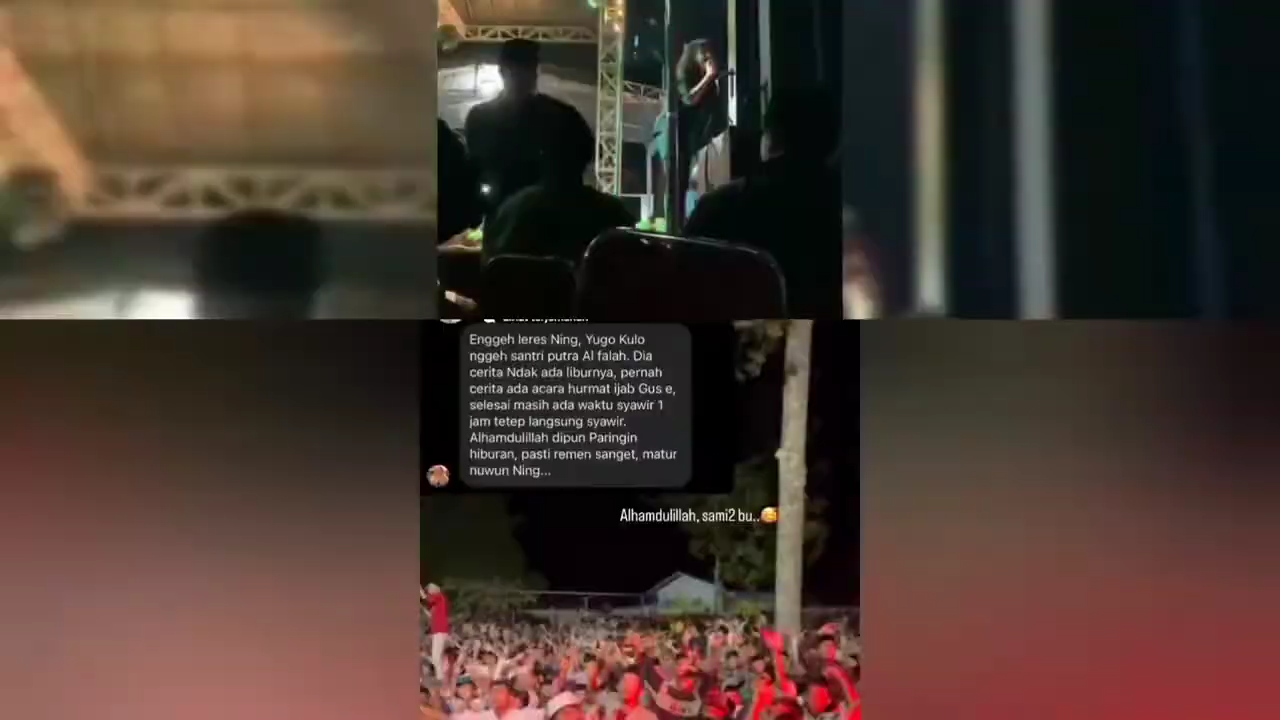 Enggeh leres Ning, Yugo Kulo
nggeh santri putra Al falah. Dia
cerita Ndak ada liburnya, pernah
cerita ada acara hurmat ijab Gus e,
selesai masih ada waktu syawir 1
jam tetep langsung syawir.
Alhamdulillah dipun Paringin
hiburan, pasti remen sanget, matur
nuwun Ning...
Alhamdulillah, sami2 bu..🥰